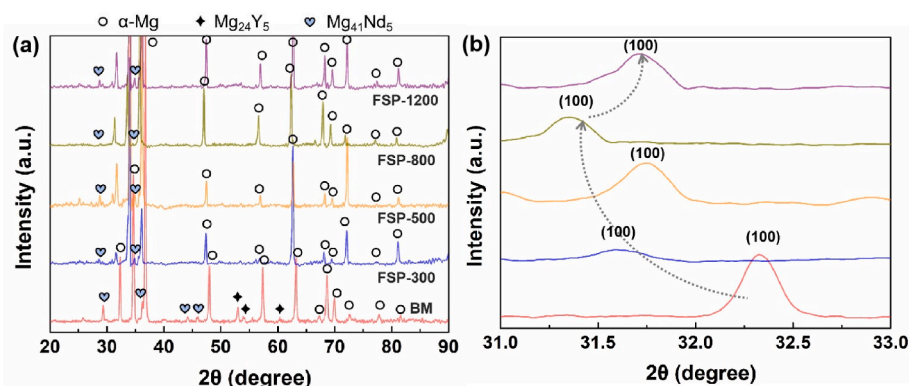 α-Mg Mg24Y5 Mg41Nd5
(a)
FSP-1200
FSP-800
FSP-500
FSP-300
BM
Intensity (a.u.)
20 30 40 50 60 70 80 90
2θ (degree)
(b)
(100)
(100)
(100)
(100)
(100)
Intensity (a.u.)
31.0 31.5 32.0 32.5 33.0
2θ (degree)